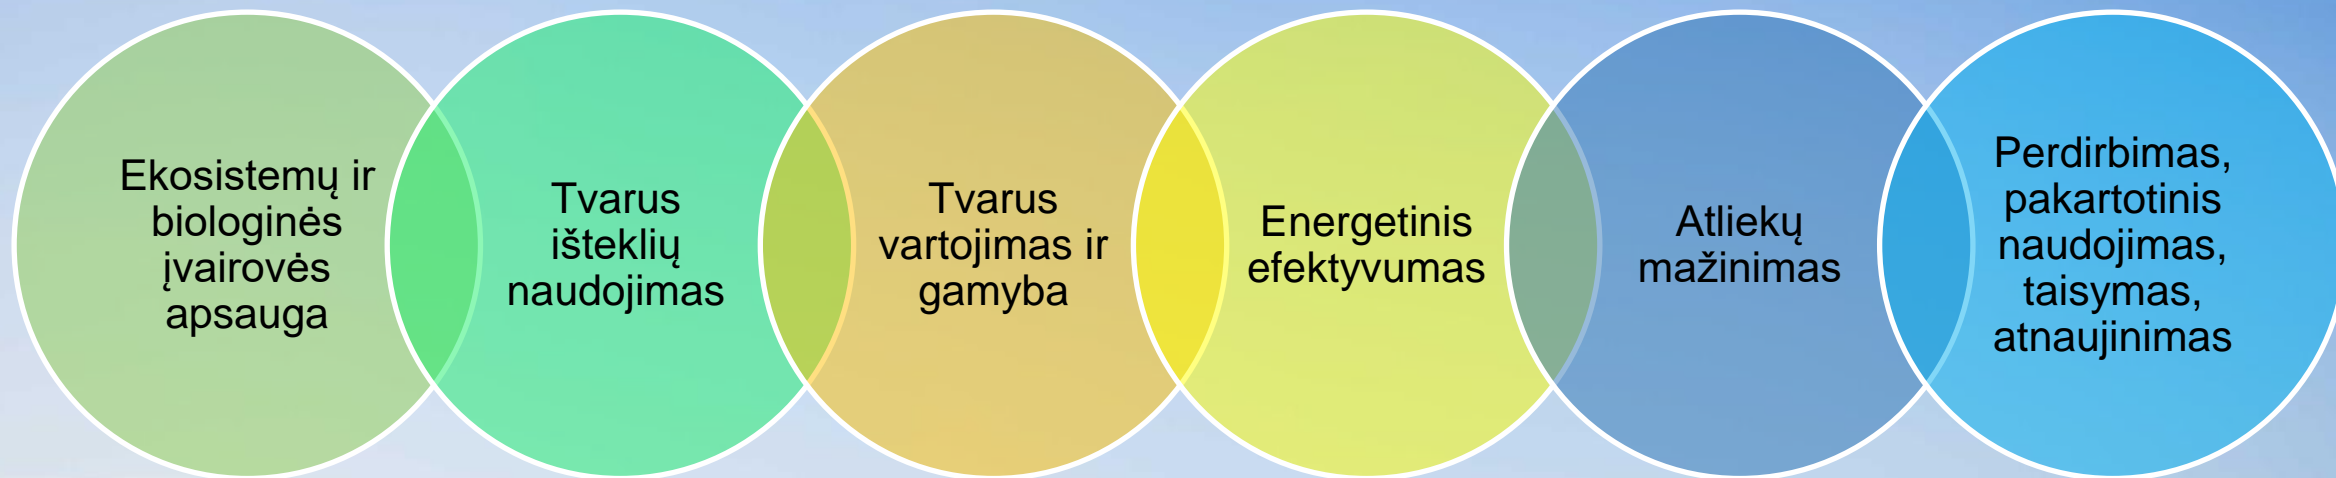 Ekosistemų ir
biologinės
įvairovės
apsauga
Tvarus
išteklių
naudojimas
Tvarus
vartojimas ir
gamyba
Energetinis
efektyvumas
Atliekų
mažinimas
Perdirbimas,
pakartotinis
naudojimas,
taisymas,
atnaujinimas